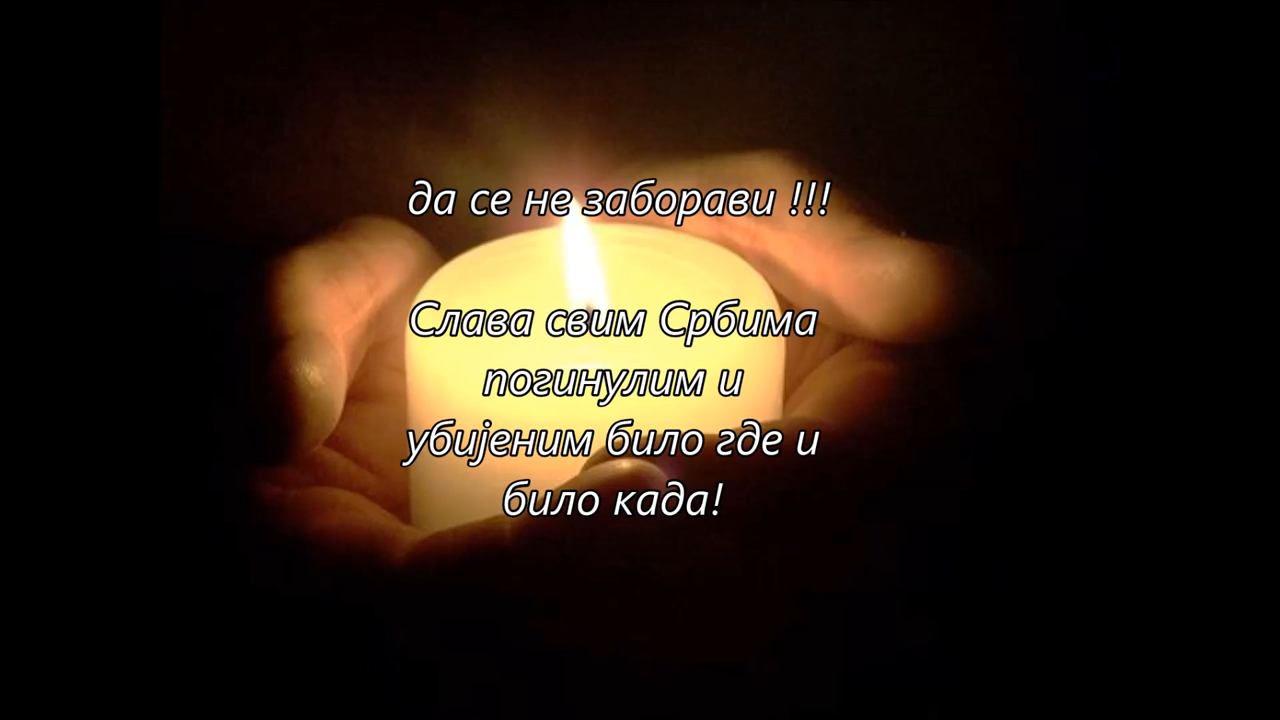 да се не заборави !!!
Слава свим Србима
погинулим и
убијеним било где и
било када!